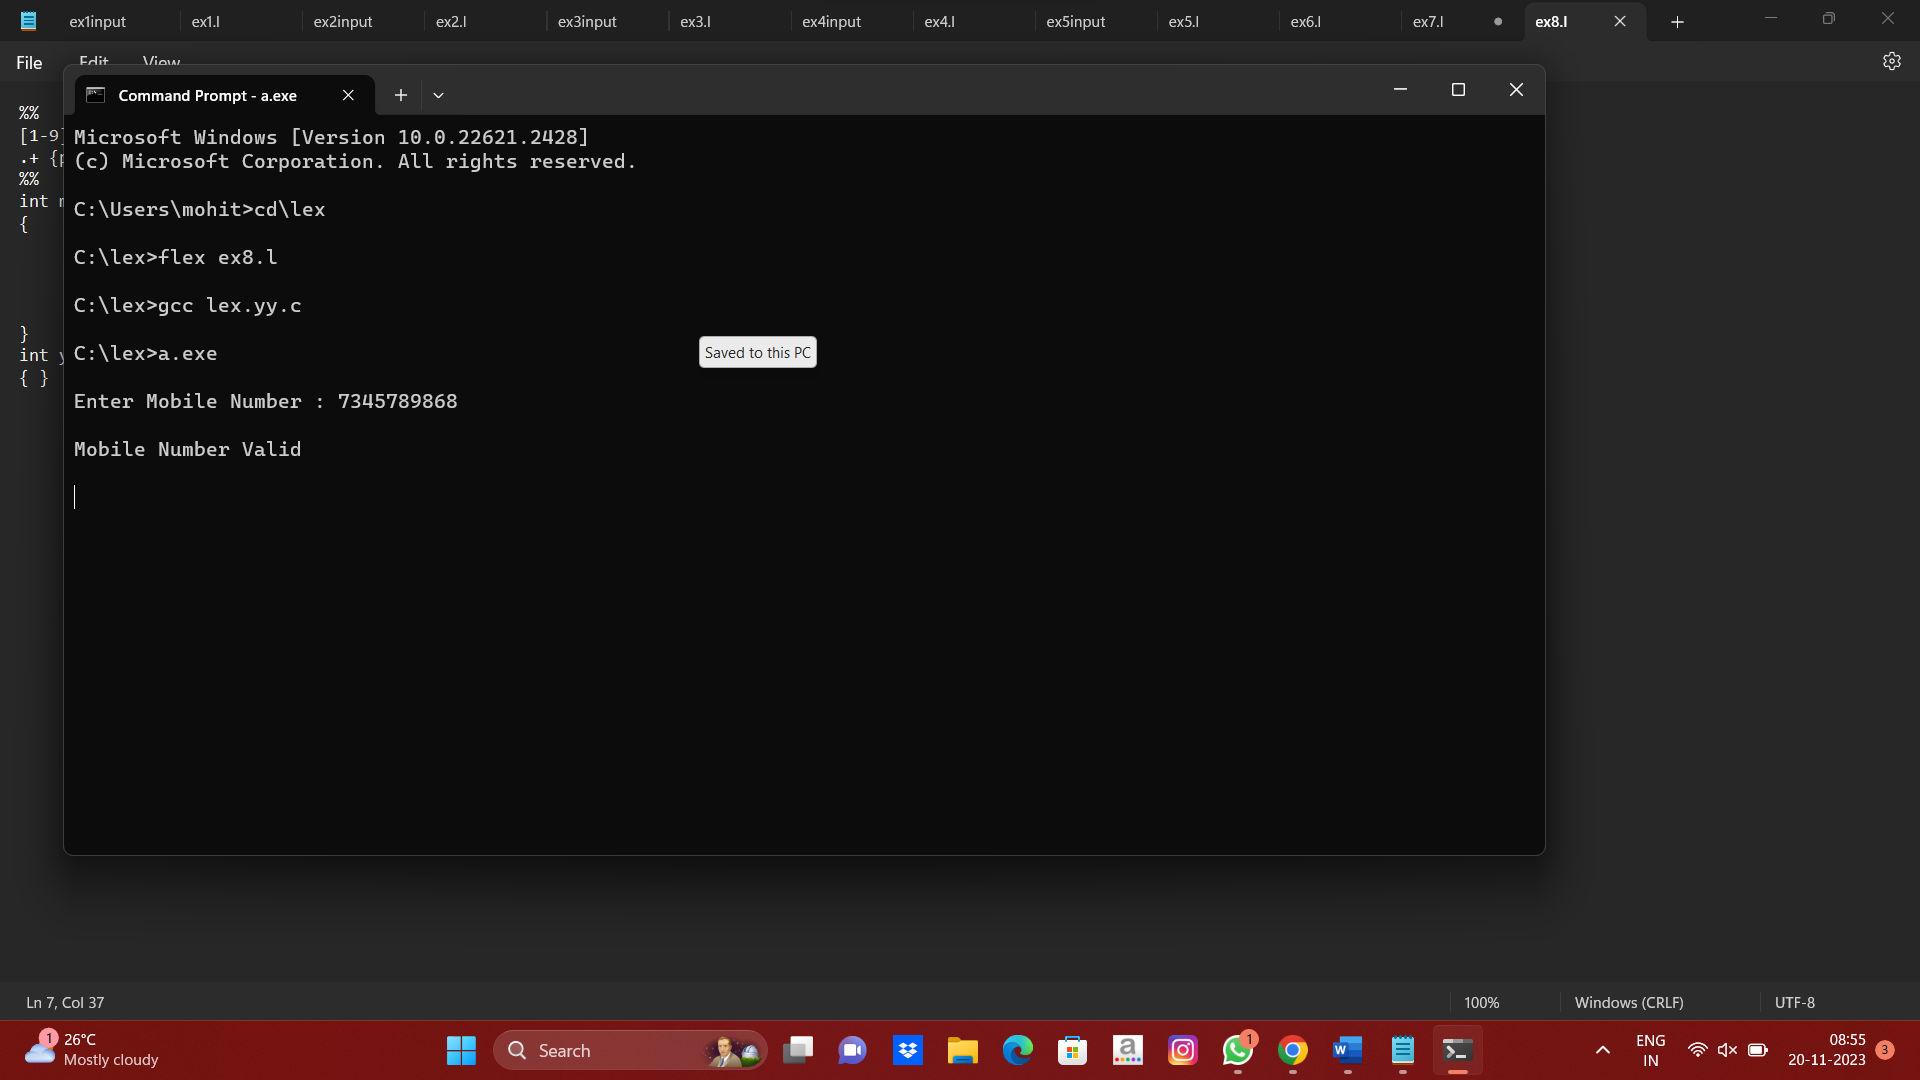 ex1input ex1.l ex2input ex2.l ex3input ex3.l ex4input ex4.l ex5input ex5.l ex6.l ex7.l ex8.l
File Edit View
Command Prompt - a.exe
%%
[1-9]
.+ {
%%
int
{
}
int
{ }
Microsoft Windows [Version 10.0.22621.2428]
(c) Microsoft Corporation. All rights reserved.
C:\Users\mohit>cd\lex
C:\lex>flex ex8.l
C:\lex>gcc lex.yy.c
C:\lex>a.exe
Saved to this PC
Enter Mobile Number : 7345789868
Mobile Number Valid
Ln 7, Col 37 100% Windows (CRLF) UTF-8
1
26°C
Mostly cloudy
Search
1
ENG
IN
08:55
20-11-2023
3